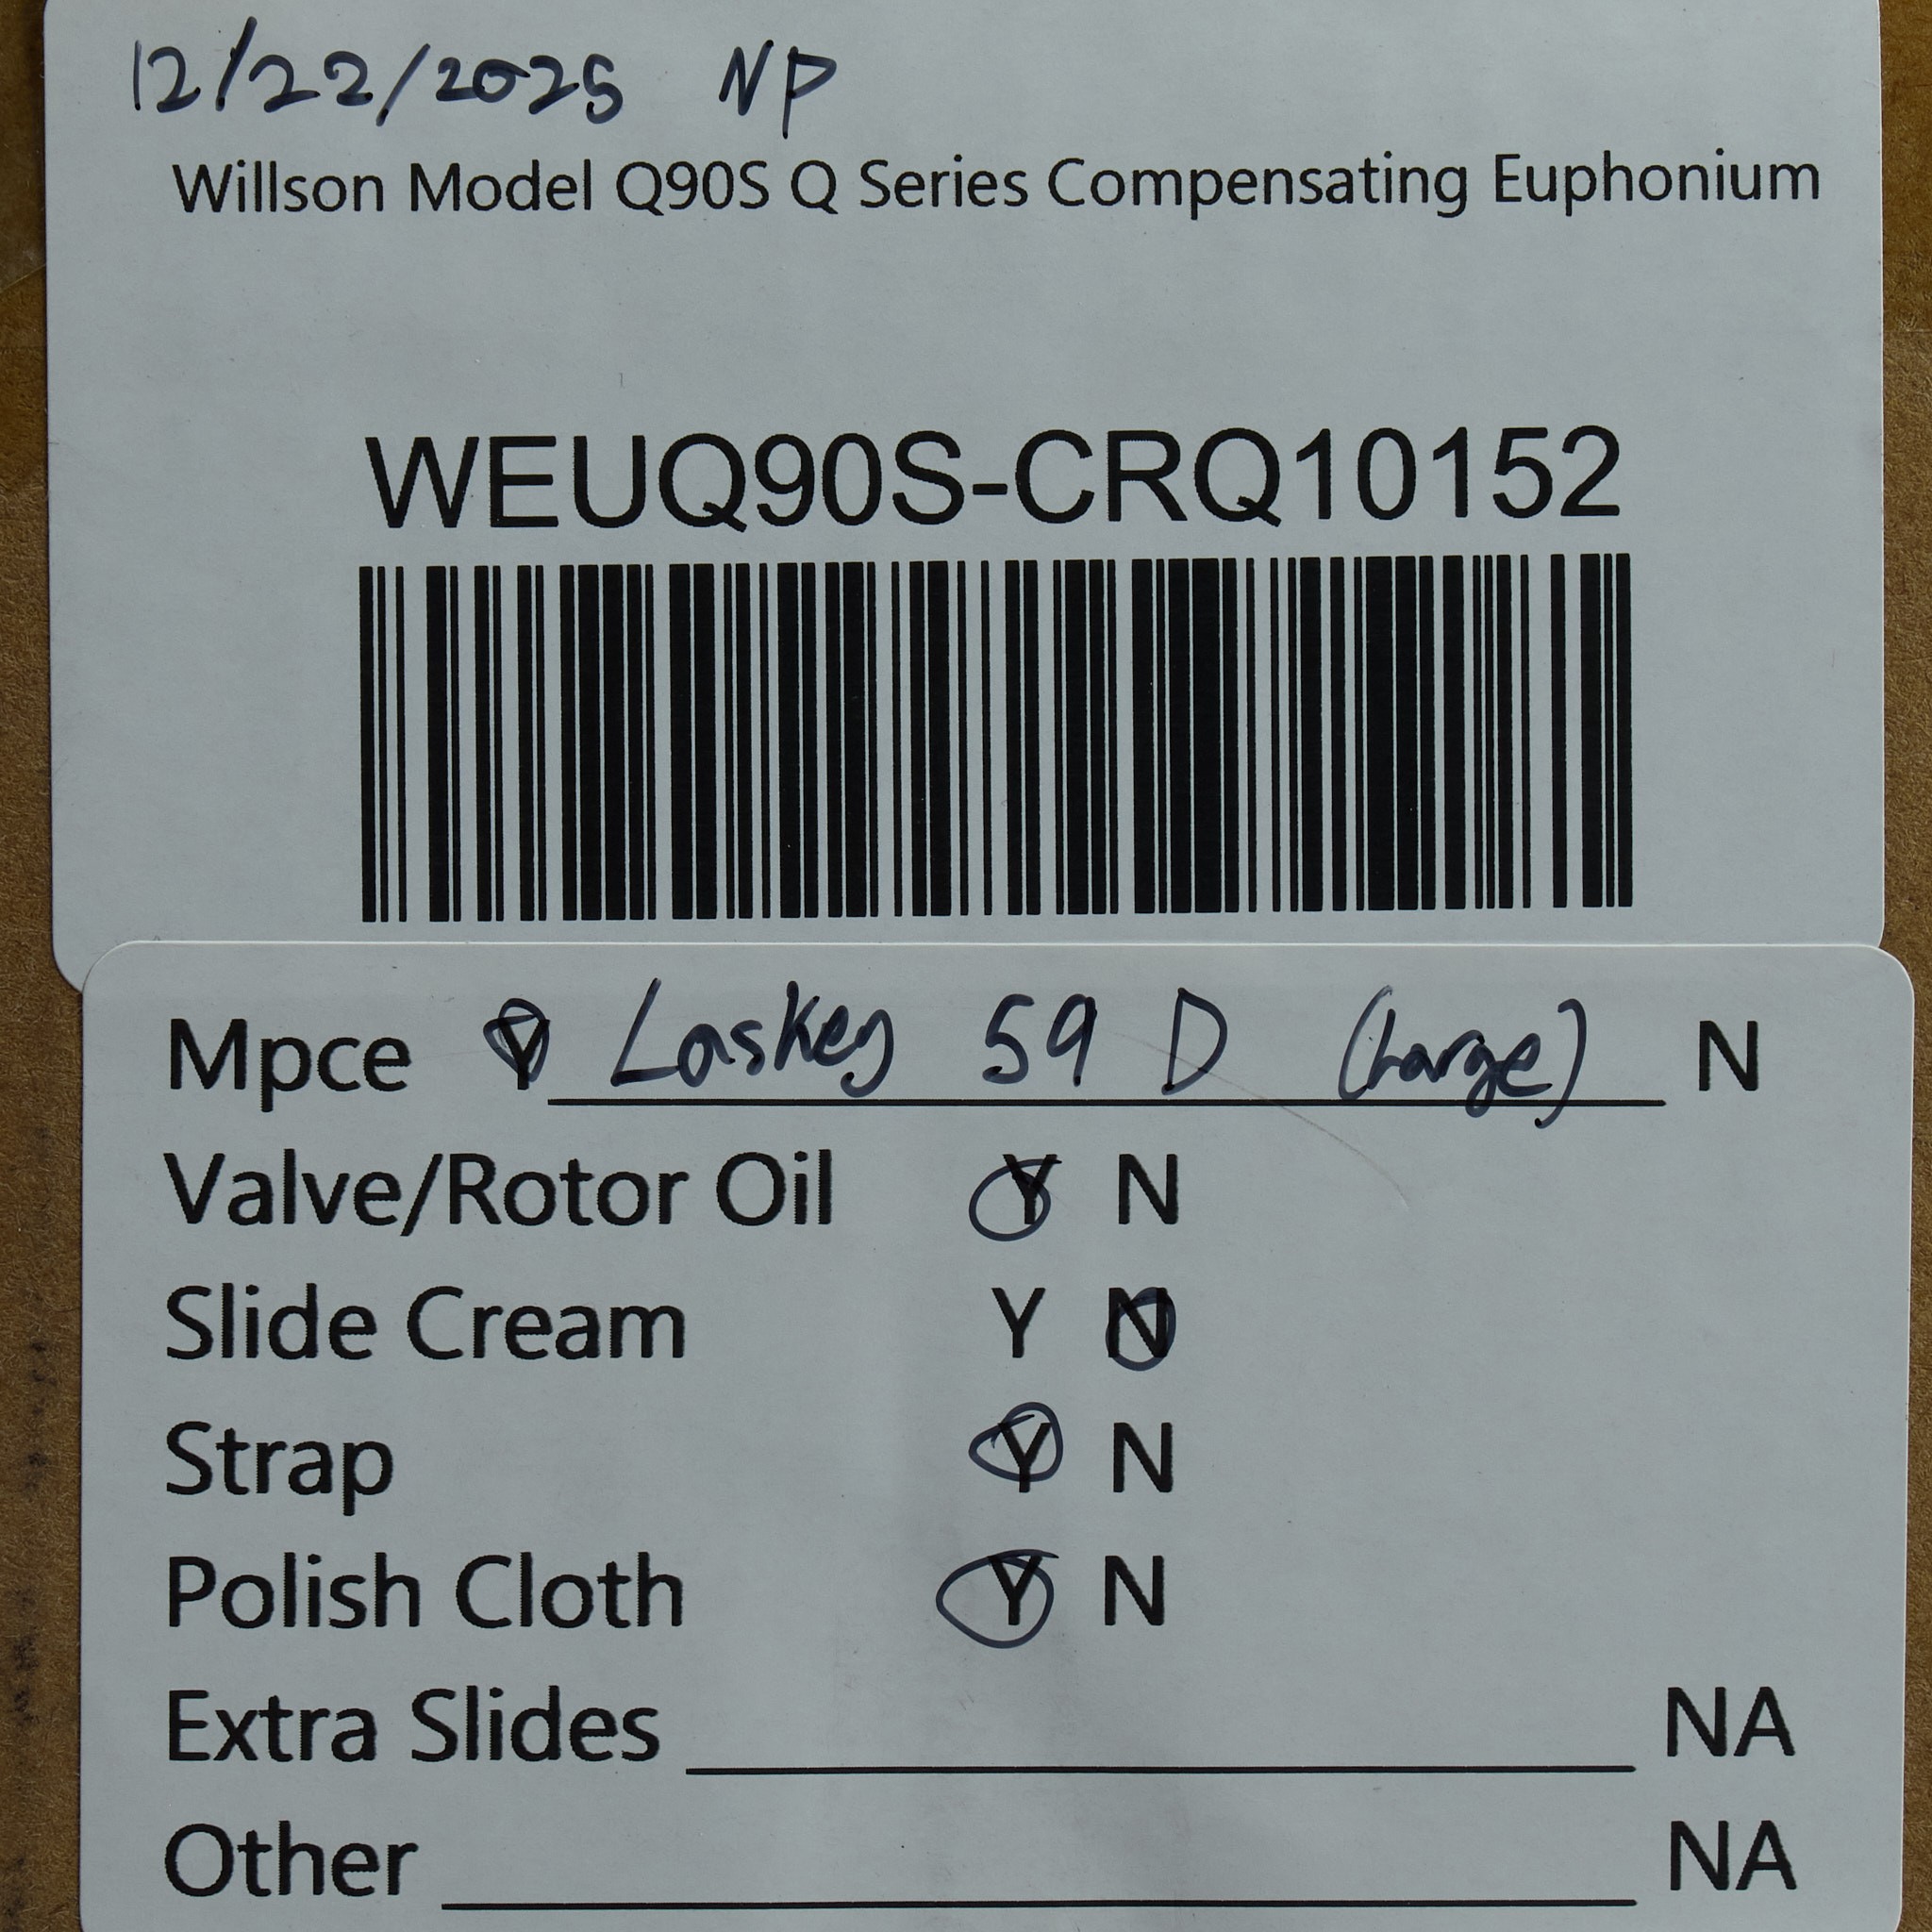 12/22/2025 NP
Willson Model Q90S Q Series Compensating Euphonium
WEUQ90S-CRQ10152
Mpce Y Laskey 59 D (Large) N
Valve/Rotor Oil Y N
Slide Cream Y N
Strap Y N
Polish Cloth Y N
Extra Slides NA
Other NA